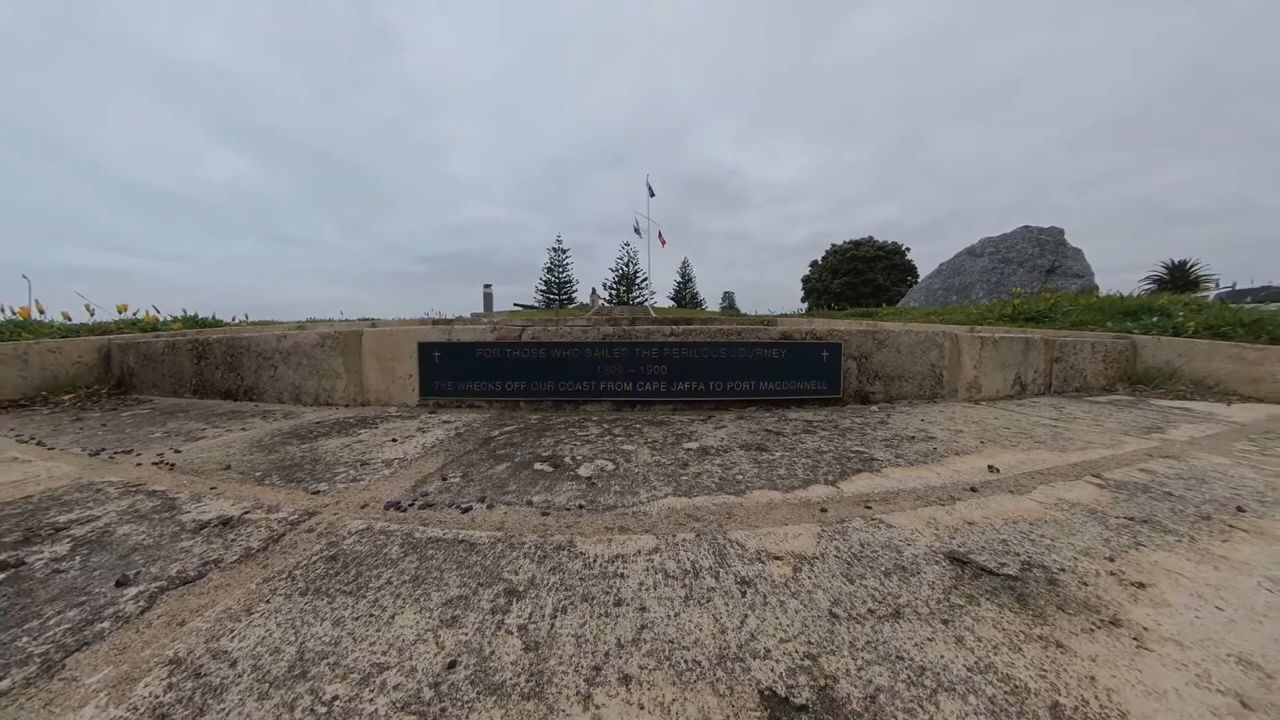 FOR THOSE WHO SAILED THE PERILOUS JOURNEY
1800 – 1900
THE WRECKS OFF OUR COAST FROM CAPE JAFFA TO PORT MACDONNELL